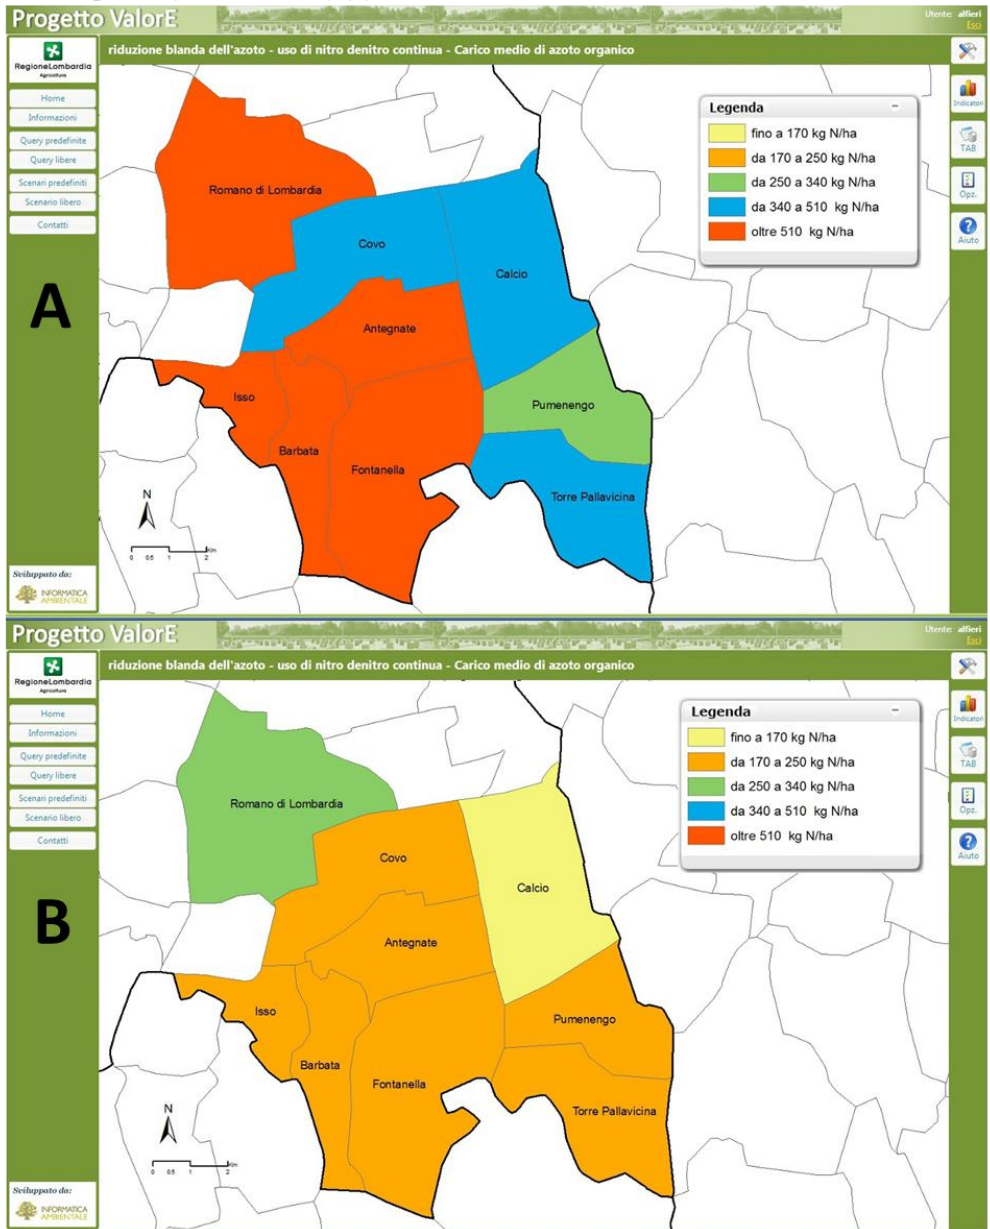 Progetto ValorE
Utente: alfieri
Esci
RegioneLombardia
Agricoltura
riduzione blanda dell'azoto - uso di nitro denitro continua - Carico medio di azoto organico
Home
Informazioni
Query predefinite
Query libere
Scenari predefiniti
Scenario libero
Contatti
A
Legenda
fino a 170 kg N/ha
da 170 a 250 kg N/ha
da 250 a 340 kg N/ha
da 340 a 510 kg N/ha
oltre 510 kg N/ha
Indicatori
TAB
Opz.
Aiuto
Romano di Lombardia
Covo
Calcio
Antegnate
Isso
Pumenengo
Barbata
Fontanella
Torre Pallavicina
N
0 0.5 1 2 Km
Sviluppato da:
INFORMATICA
AMBIENTALE
Progetto ValorE
Utente: alfieri
Esci
RegioneLombardia
Agricoltura
riduzione blanda dell'azoto - uso di nitro denitro continua - Carico medio di azoto organico
Home
Informazioni
Query predefinite
Query libere
Scenari predefiniti
Scenario libero
Contatti
B
Legenda
fino a 170 kg N/ha
da 170 a 250 kg N/ha
da 250 a 340 kg N/ha
da 340 a 510 kg N/ha
oltre 510 kg N/ha
Indicatori
TAB
Opz.
Aiuto
Romano di Lombardia
Covo
Calcio
Antegnate
Isso
Pumenengo
Barbata
Fontanella
Torre Pallavicina
N
0 0.5 1 2 Km
Sviluppato da:
INFORMATICA
AMBIENTALE